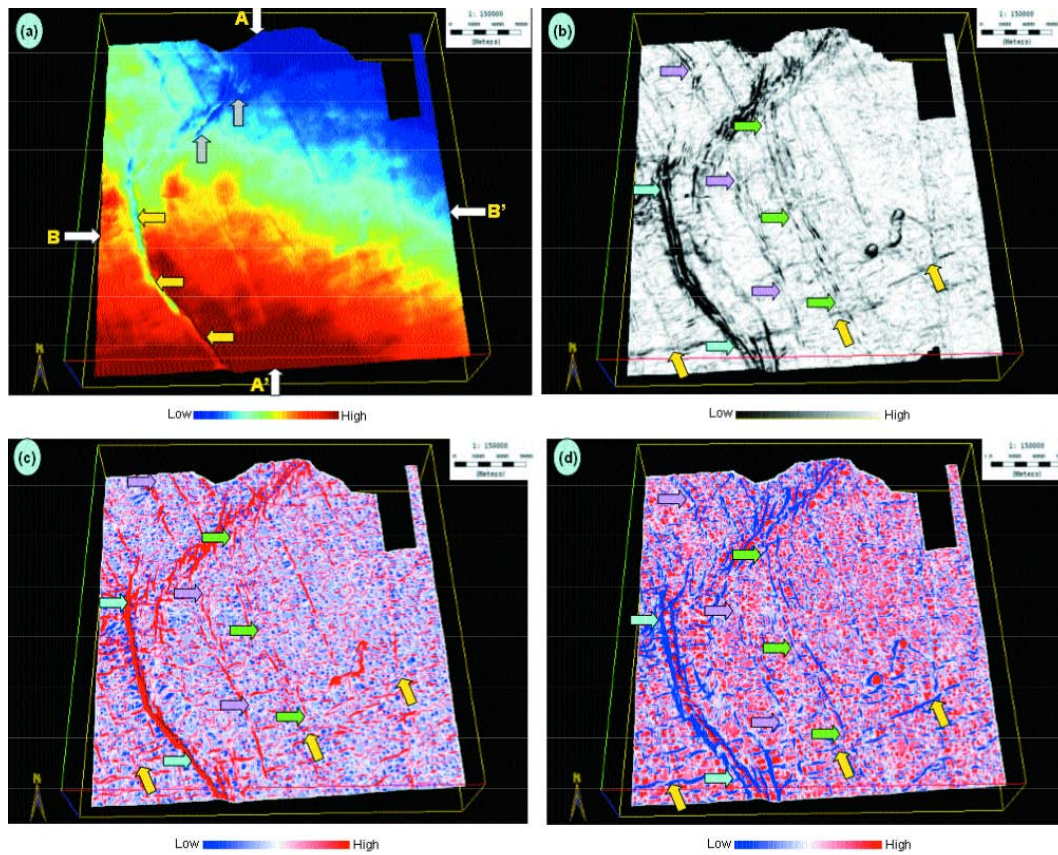 (a)
A
B
B'
A'
1: 150000
(Meters)
N
Low High
(b)
1: 150000
(Meters)
N
Low High
(c)
1: 150000
(Meters)
N
Low High
(d)
1: 150000
(Meters)
N
Low High